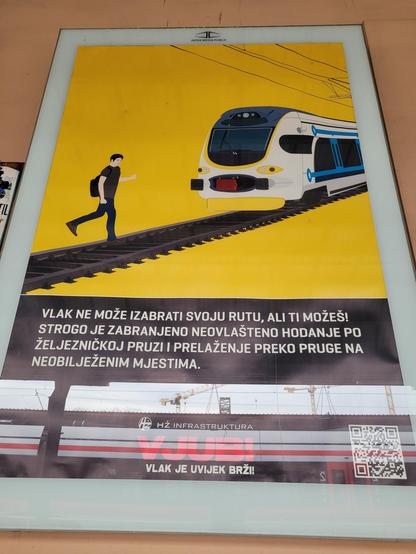 VLAK NE MOŽE IZABRATI SVOJU RUTU, ALI TI MOŽEŠ!
STROGO JE ZABRANJENO NEOVLAŠTENO HODANJE PO
ŽELJEZNIČKOJ PRUZI I PRELAŽENJE PREKO PRUGE NA
NEOBILJEŽENIM MJESTIMA.
HŽ INFRASTRUKTURA
VLAK JE UVIJEK BRŽI!